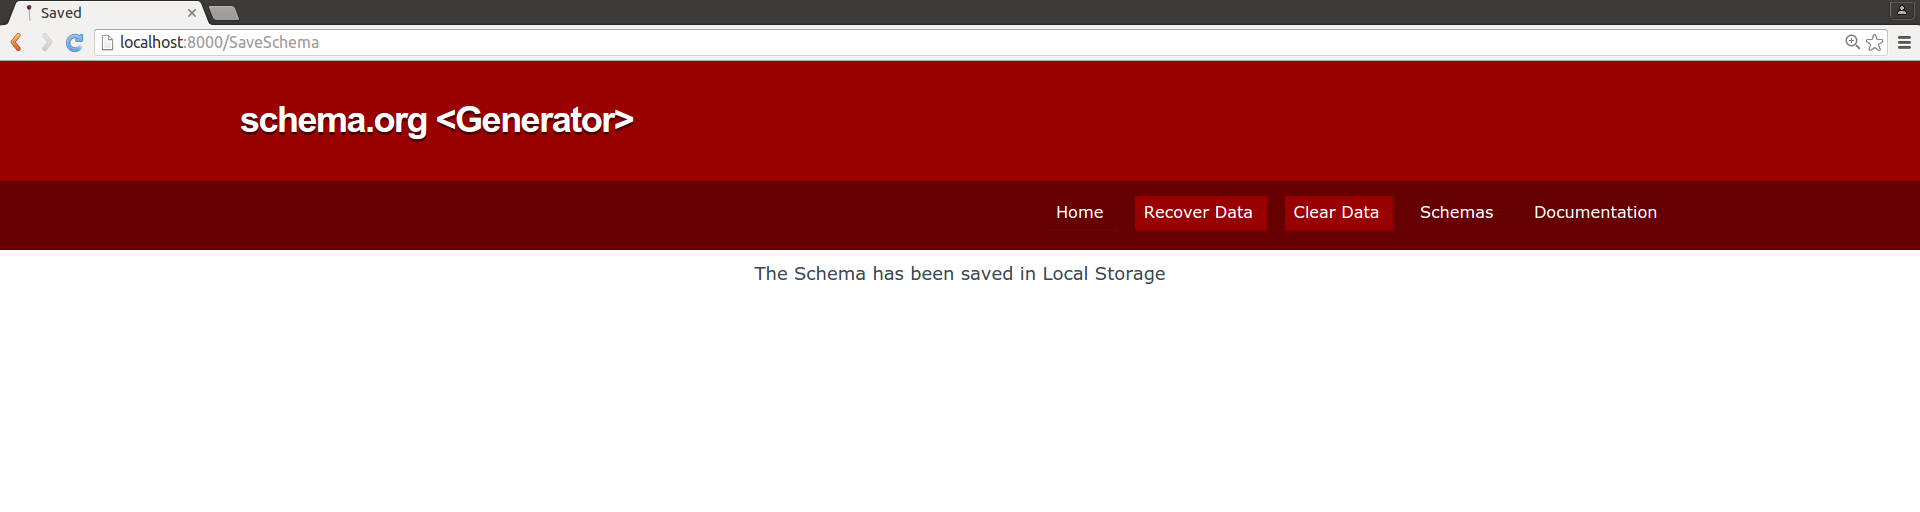 Saved
localhost:8000/SaveSchema
schema.org <Generator>
Home Recover Data Clear Data Schemas Documentation
The Schema has been saved in Local Storage